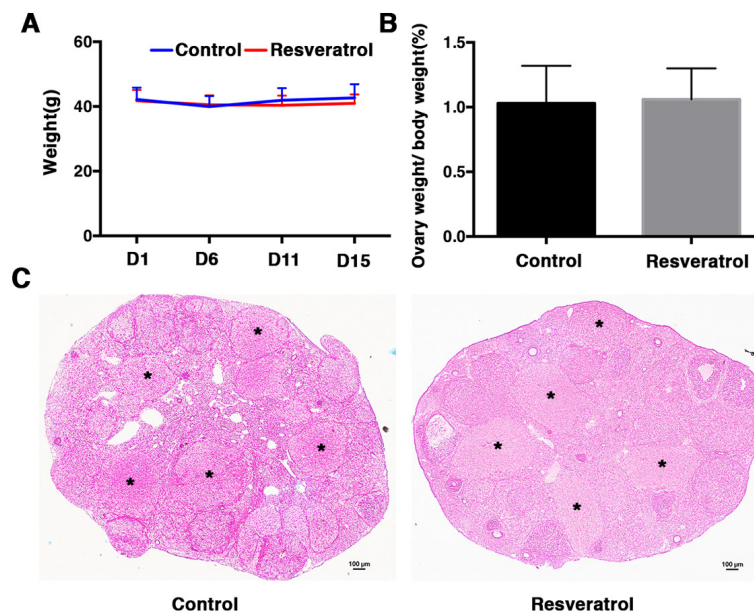 A
Control
Resveratrol
Weight(g)
60
40
20
0
D1
D6
D11
D15
B
Ovary weight/ body weight(%)
1.5
1.0
0.5
0.0
Control
Resveratrol
C
*
*
*
*
*
100 µm
Control
*
*
*
*
*
100 µm
Resveratrol